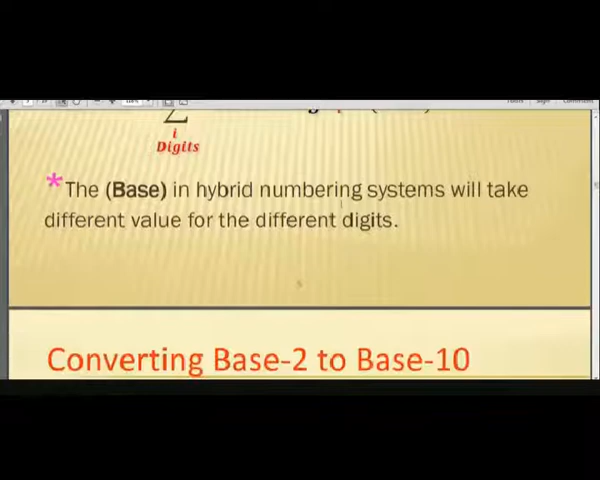 i
Digits
*The (Base) in hybrid numbering systems will take
different value for the different digits.
Converting Base-2 to Base-10